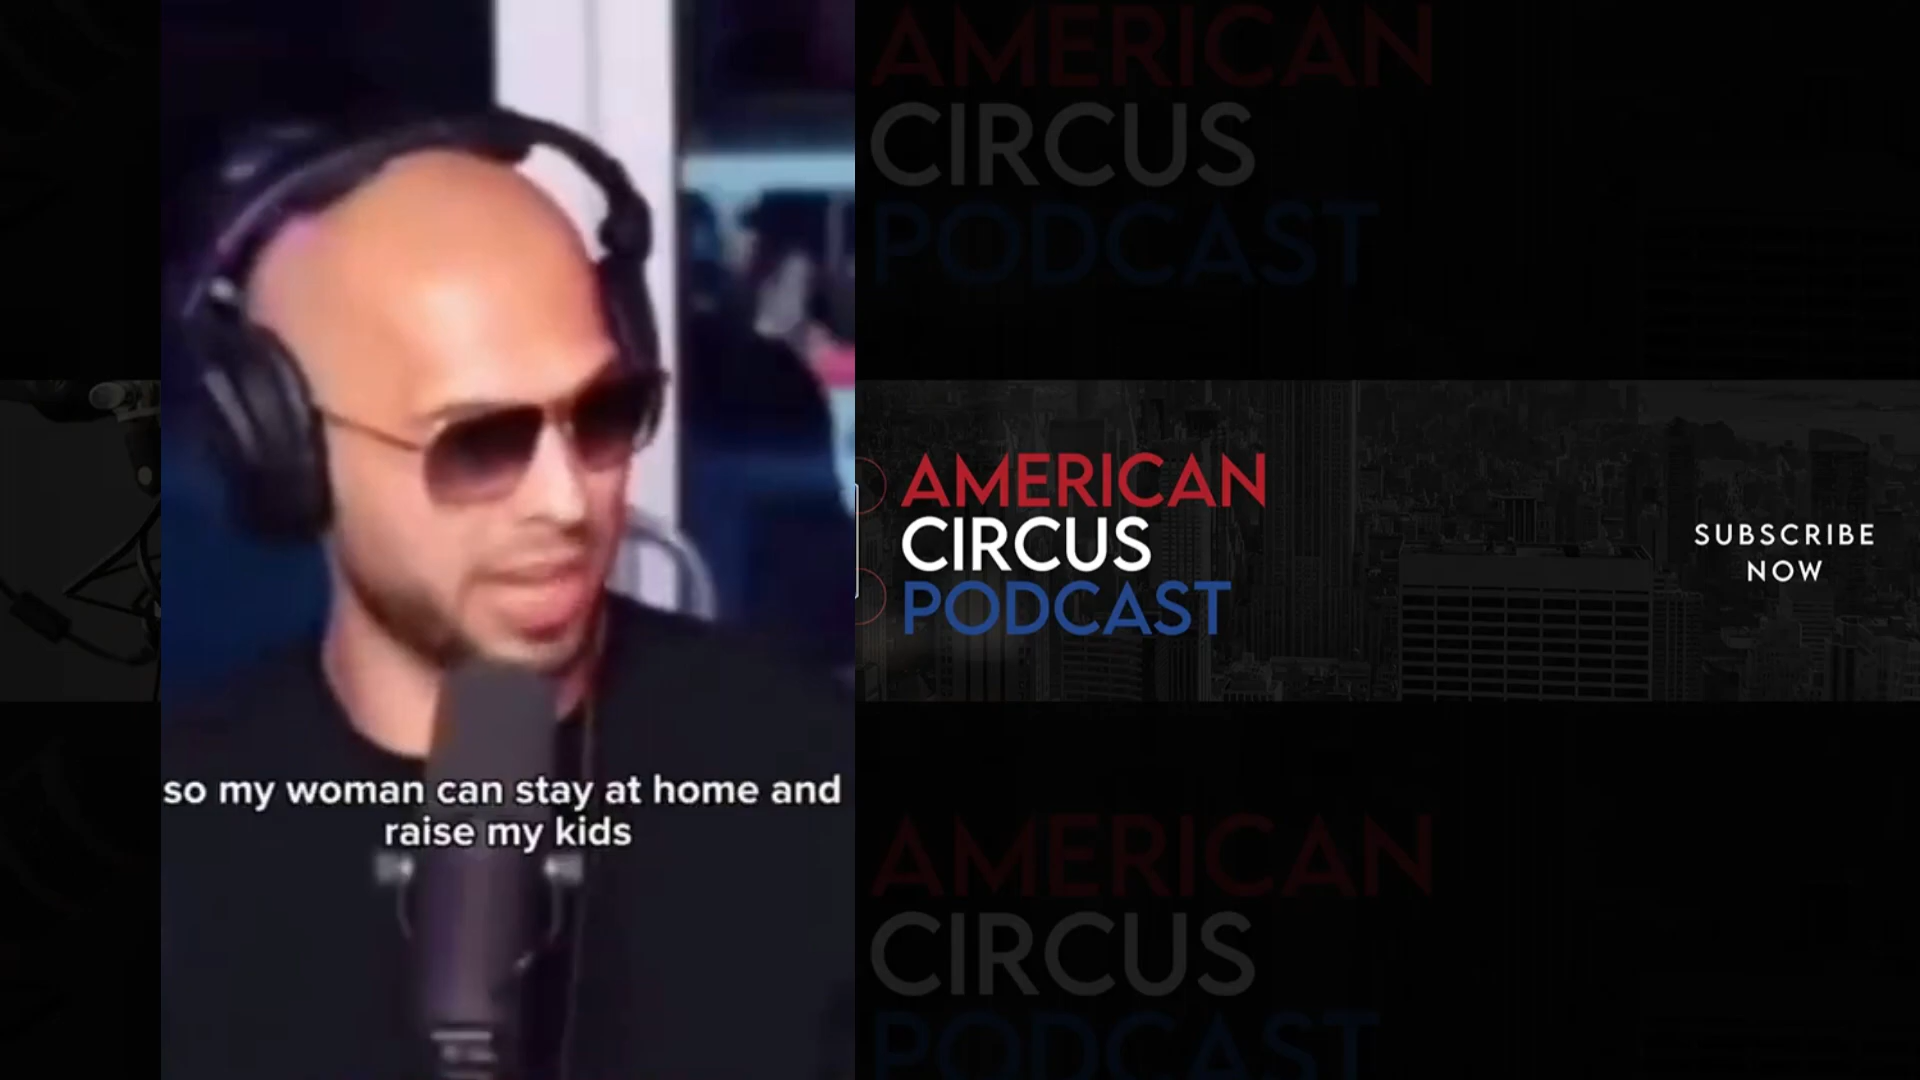 AMERICAN
CIRCUS
PODCAST
so my woman can stay at home and
raise my kids
AMERICAN
CIRCUS
PODCAST
SUBSCRIBE
NOW
AMERICAN
CIRCUS
PODCAST